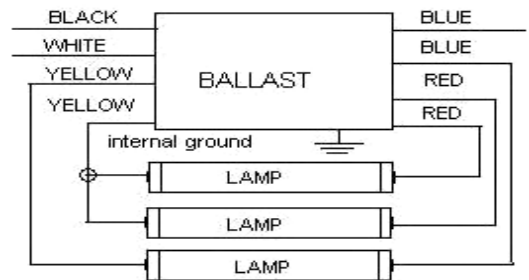 BLACK
BLUE
WHITE
BLUE
YELLOW
BALLAST
RED
YELLOW
RED
internal ground
LAMP
LAMP
LAMP